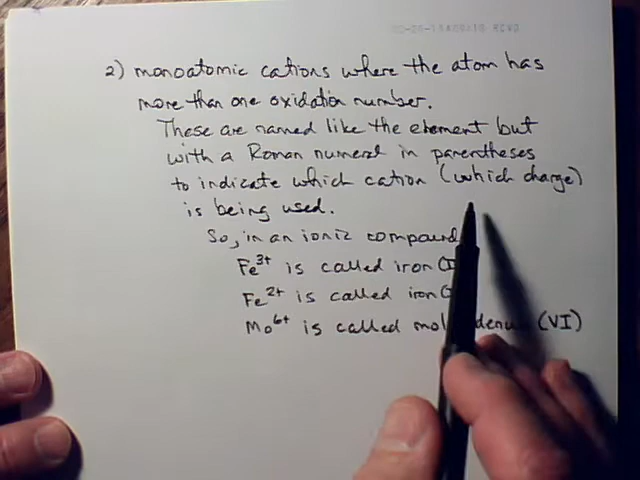 2) monoatomic cations where the atom has
more than one oxidation number.
These are named like the element but
with a Roman numeral in parentheses
to indicate which cation (which charge)
is being used.
So, in an ionic compound
Fe3+ is called iron
Fe2+ is called iron
Mo6+ is called (VI)